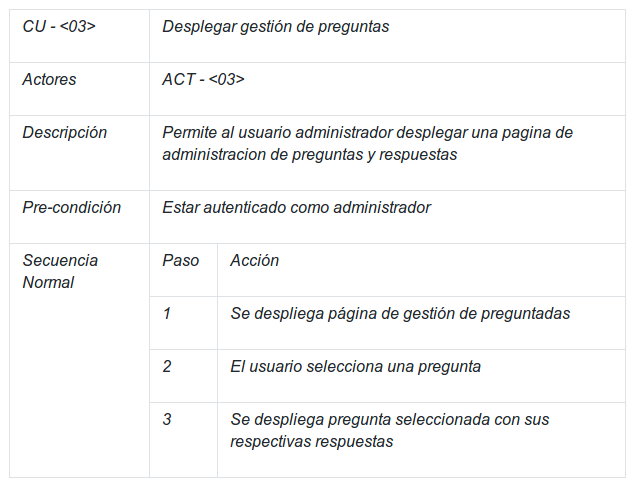 CU - <03>
Desplegar gestión de preguntas
Actores
ACT - <03>
Descripción
Permite al usuario administrador desplegar una pagina de
administracion de preguntas y respuestas
Pre-condición
Estar autenticado como administrador
Secuencia
Normal
Paso
Acción
1
Se despliega página de gestión de preguntadas
2
El usuario selecciona una pregunta
3
Se despliega pregunta seleccionada con sus
respectivas respuestas